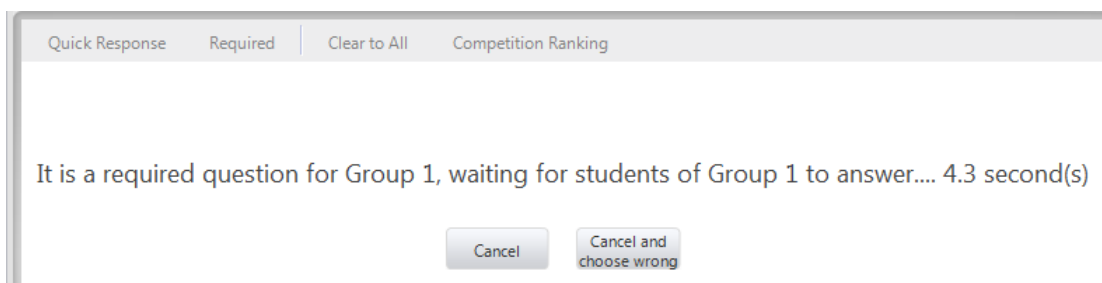 Quick Response Required Clear to All Competition Ranking
It is a required question for Group 1, waiting for students of Group 1 to answer.... 4.3 second(s)
Cancel
Cancel and
choose wrong